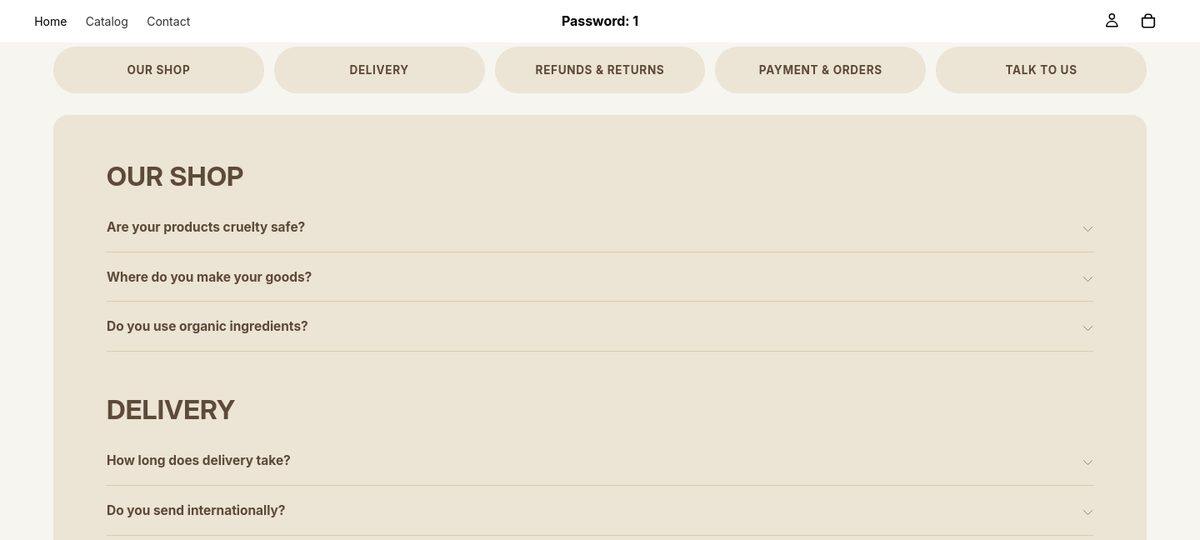 Home Catalog Contact Password: 1
OUR SHOP DELIVERY REFUNDS & RETURNS PAYMENT & ORDERS TALK TO US
OUR SHOP
Are your products cruelty safe?
Where do you make your goods?
Do you use organic ingredients?
DELIVERY
How long does delivery take?
Do you send internationally?